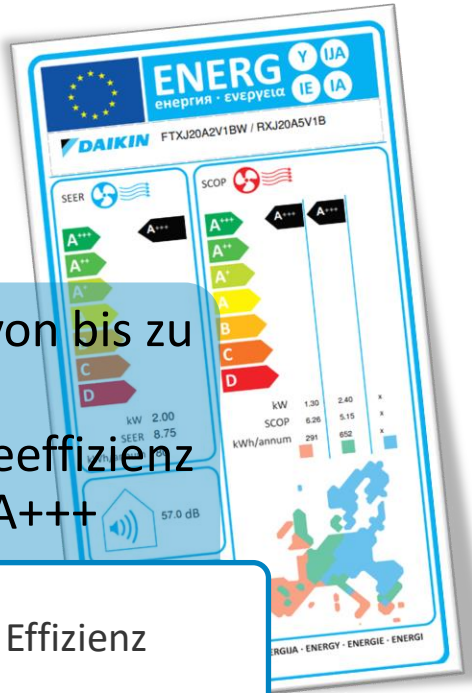 ENERG Y IJA
енергия · ενεργεια IE IA
DAIKIN FTXJ20A2V1BW / RXJ20A5V1B
SEER
A+++
A+++
A++
A+
C
D
kW 2.00
SEER 8.75
57.0 dB
SCOP
A+++ A+++
A+++
A++
A+
A
B
C
D
kW 1.30 2.40 x
SCOP 6.26 5.15 x
kWh/annum 291 652 x
ERGIJA · ENERGY · ENERGIE · ENERGI
von bis zu
eeffizienz
A+++
Effizienz